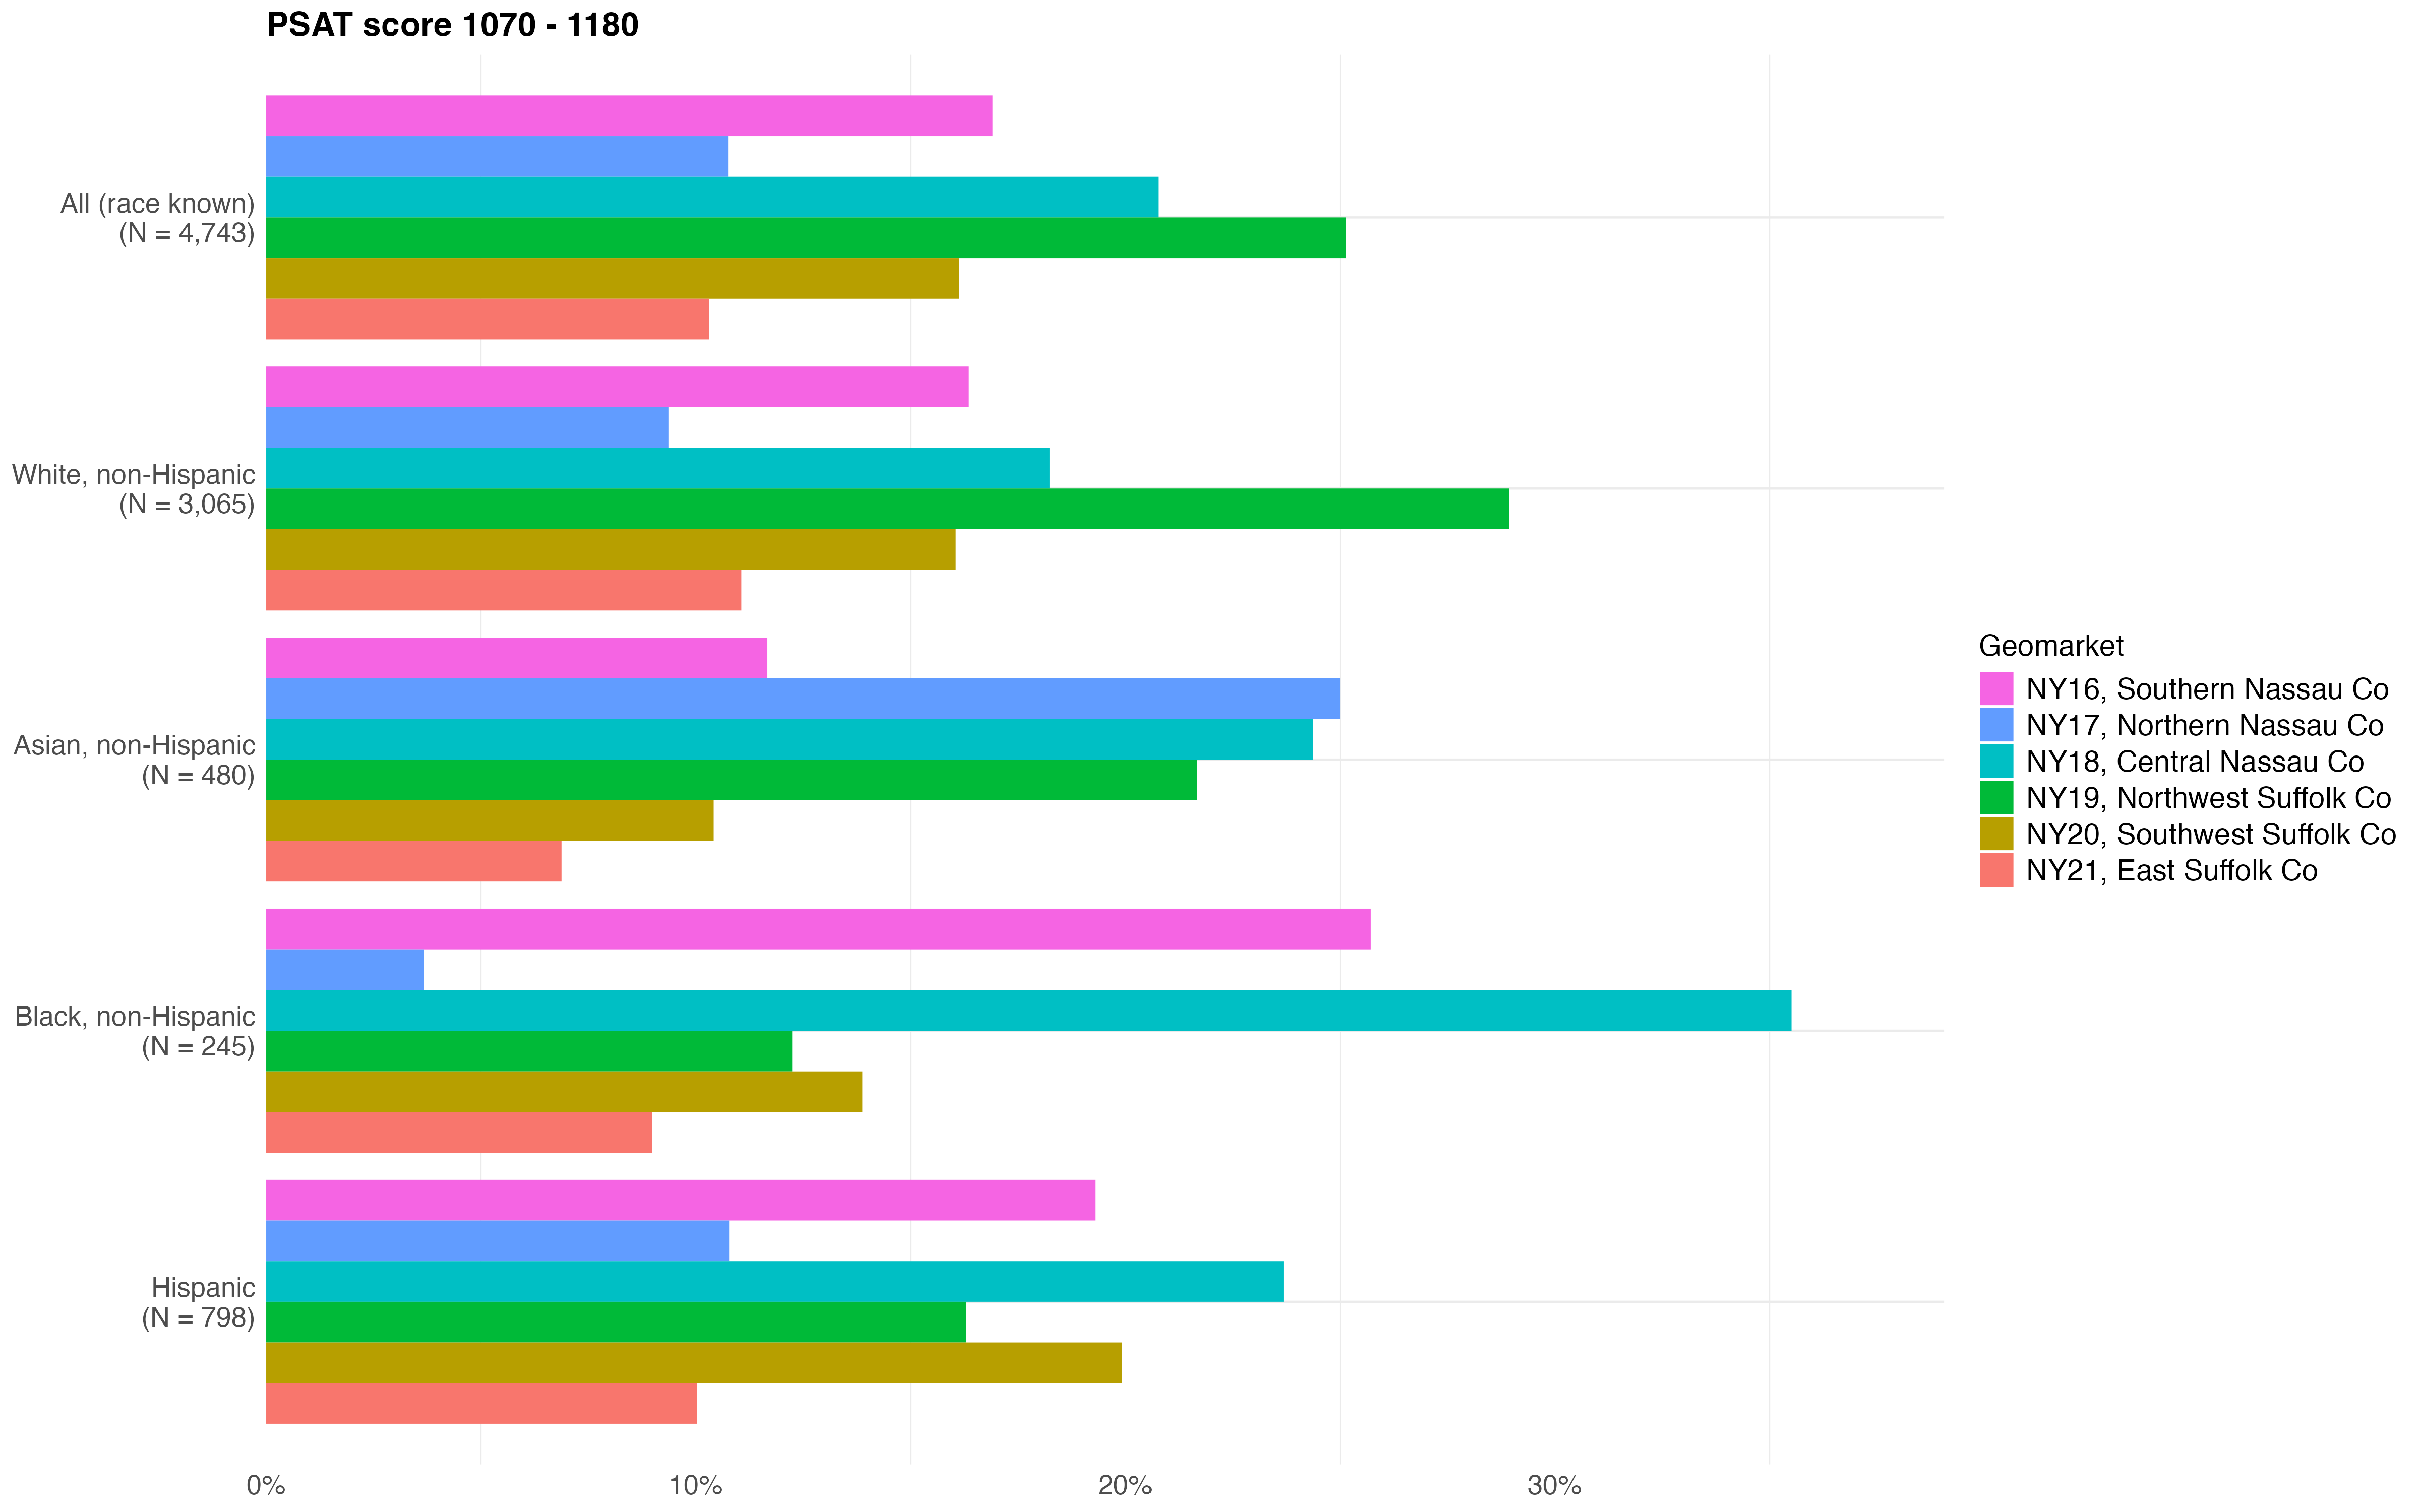 PSAT score 1070 - 1180
All (race known)
(N = 4,743)
White, non-Hispanic
(N = 3,065)
Asian, non-Hispanic
(N = 480)
Black, non-Hispanic
(N = 245)
Hispanic
(N = 798)
0% 10% 20% 30%
Geomarket
NY16, Southern Nassau Co
NY17, Northern Nassau Co
NY18, Central Nassau Co
NY19, Northwest Suffolk Co
NY20, Southwest Suffolk Co
NY21, East Suffolk Co